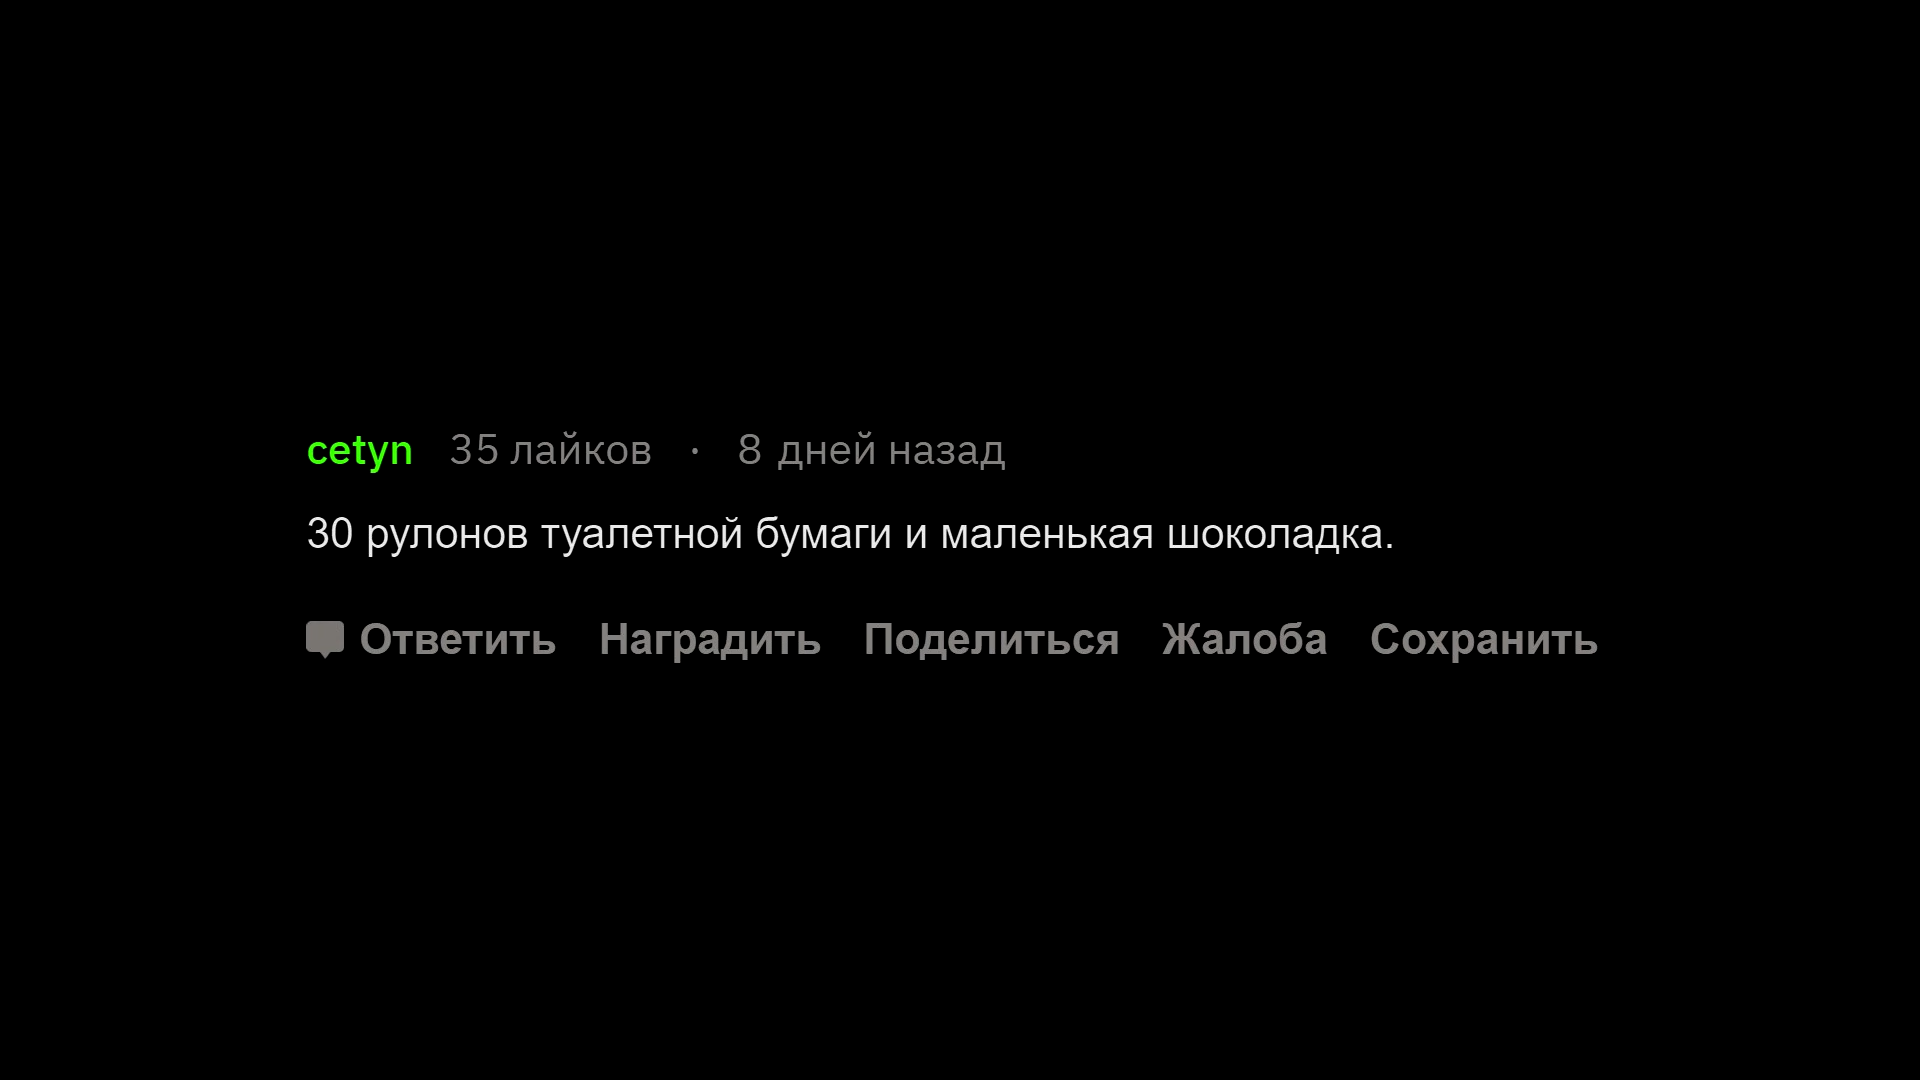 cetyn 35 лайков · 8 дней назад
30 рулонов туалетной бумаги и маленькая шоколадка.
Ответить Наградить Поделиться Жалоба Сохранить